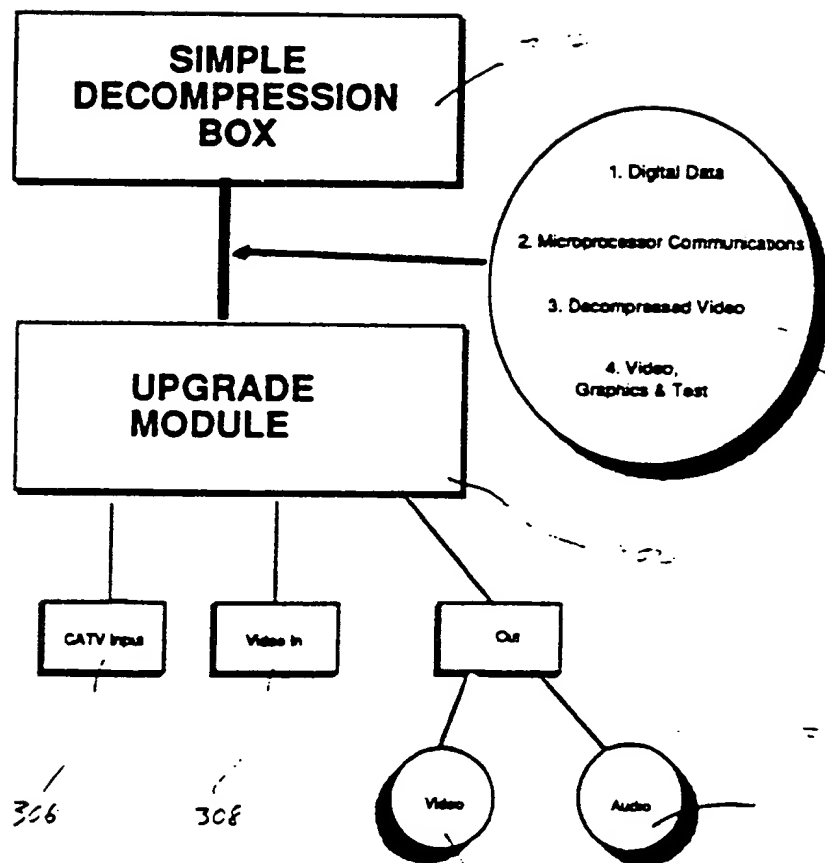 SIMPLE
DECOMPRESSION
BOX
1. Digital Data
2. Microprocessor Communications
3. Decompressed Video
4. Video,
Graphics & Text
UPGRADE
MODULE
CATV Input
Video In
Out
Video
Audio
306
308